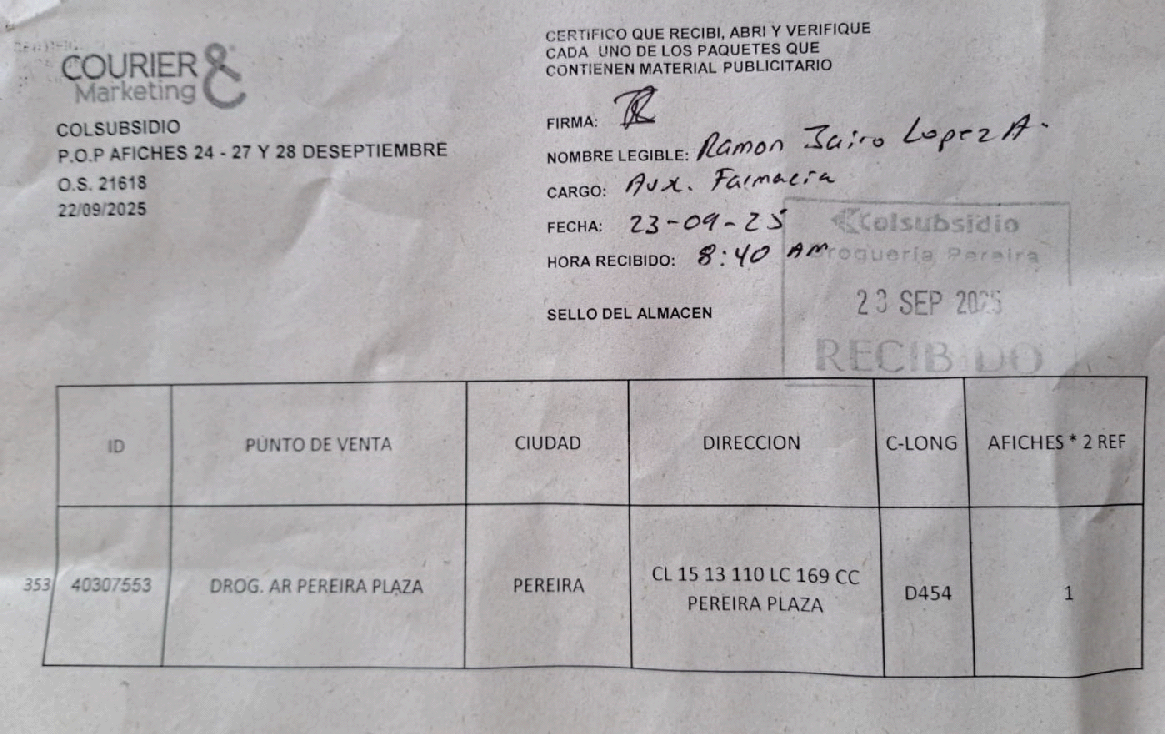 COURIER &
Marketing
COLSUBSIDIO
P.O.P AFICHES 24 - 27 Y 28 DESEPTIEMBRE
O.S. 21618
22/09/2025
CERTIFICO QUE RECIBI, ABRI Y VERIFIQUE
CADA UNO DE LOS PAQUETES QUE
CONTIENEN MATERIAL PUBLICITARIO
FIRMA:
NOMBRE LEGIBLE: Ramon Jairo Lopez A.
CARGO: Aux. Farmacia
FECHA: 23-09-25
HORA RECIBIDO: 8:40 AM
SELLO DEL ALMACEN
Colsubsidio
Droguería Pereira
23 SEP 2025
RECIBIDO
ID PUNTO DE VENTA CIUDAD DIRECCION C-LONG AFICHES * 2 REF
353 40307553 DROG. AR PEREIRA PLAZA PEREIRA CL 15 13 110 LC 169 CC PEREIRA PLAZA D454 1